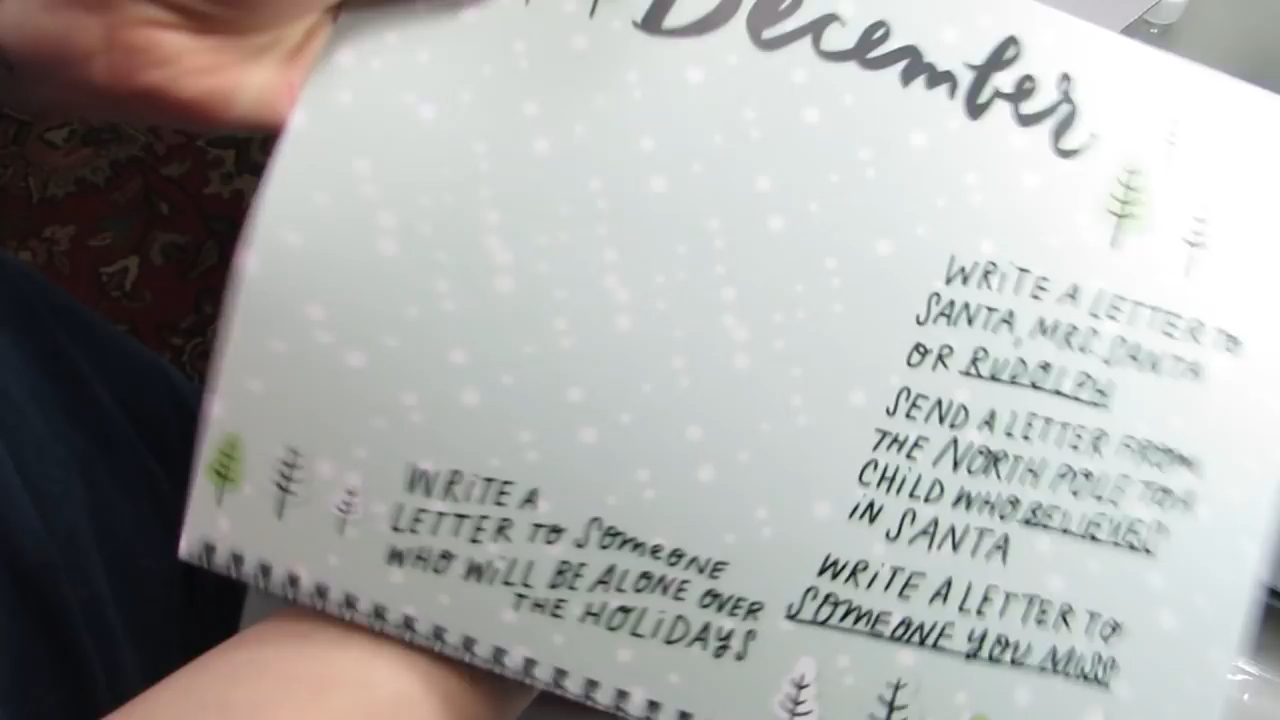 December
WRITE A LETTER TO
SANTA, MRS. SANTA
OR RUDOLPH
SEND A LETTER FROM
THE NORTH POLE TO A
CHILD WHO BELIEVES
IN SANTA
WRITE A LETTER TO
SOMEONE YOU MISS
WRITE A
LETTER TO SOMEONE
WHO WILL BE ALONE OVER
THE HOLIDAYS